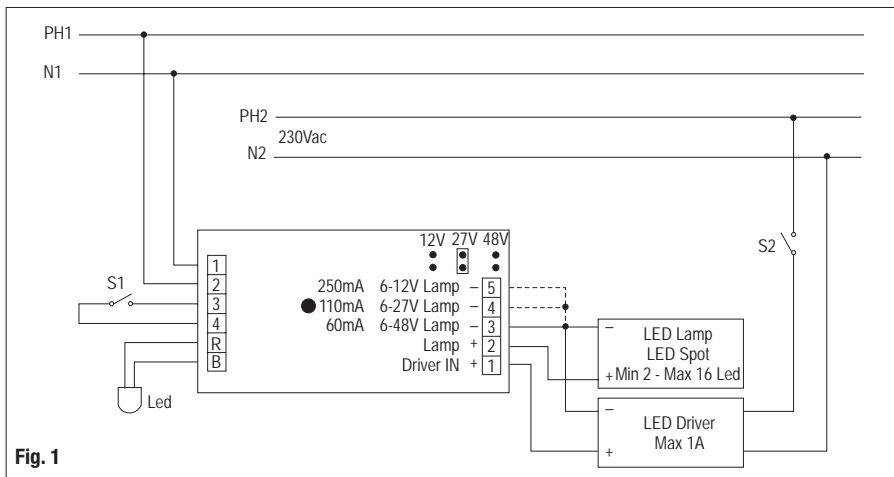 PH1
N1
PH2
230Vac
N2
12V 27V 48V
S2
1
2
3
4
R
B
S1
Led
250mA 6-12V Lamp – 5
110mA 6-27V Lamp – 4
60mA 6-48V Lamp – 3
Lamp + 2
Driver IN + 1
–
LED Lamp
LED Spot
+ Min 2 - Max 16 Led
–
LED Driver
Max 1A
+
Fig. 1